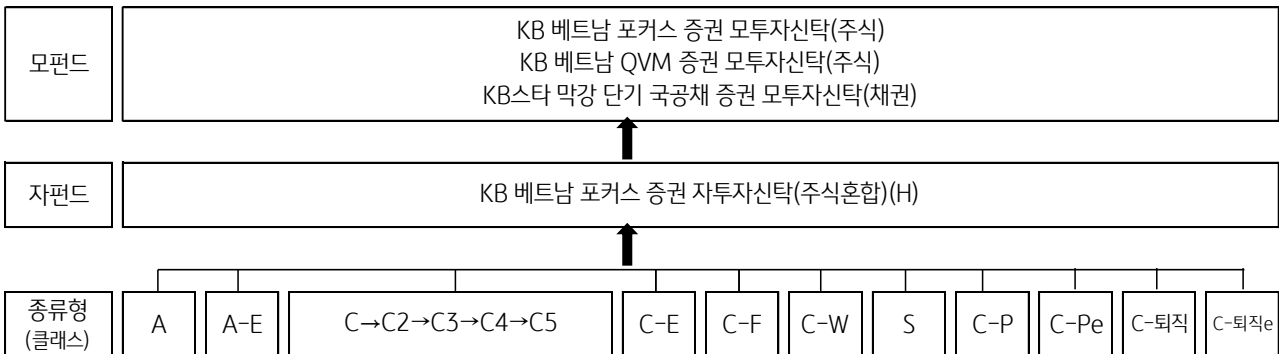 모펀드
KB 베트남 포커스 증권 모투자신탁(주식)
KB 베트남 QVM 증권 모투자신탁(주식)
KB스타 막강 단기 국공채 증권 모투자신탁(채권)
자펀드
KB 베트남 포커스 증권 자투자신탁(주식혼합)(H)
종류형
(클래스)
A
A-E
C→C2→C3→C4→C5
C-E
C-F
C-W
S
C-P
C-Pe
C-퇴직
C-퇴직e